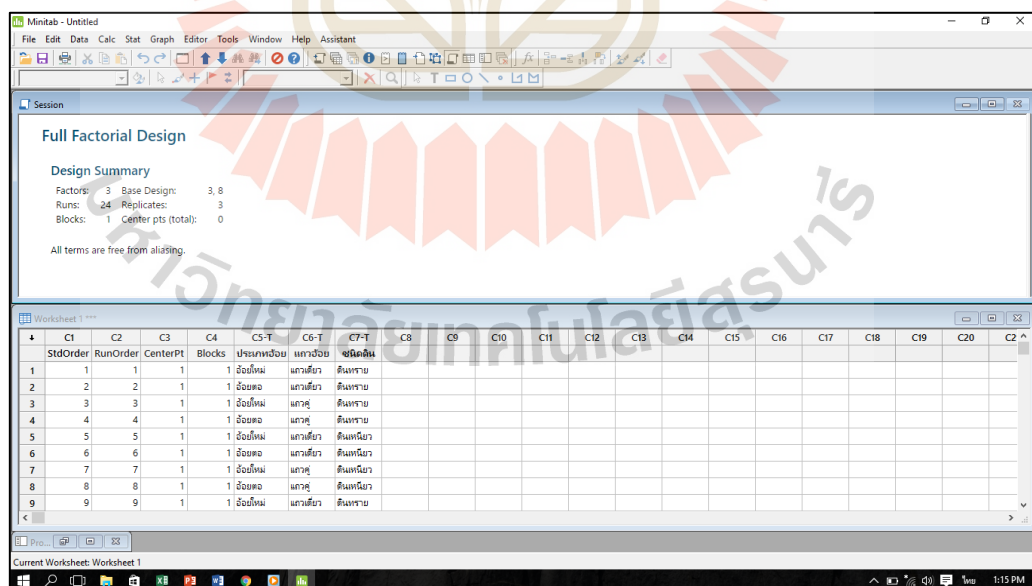 Minitab - Untitled
File Edit Data Calc Stat Graph Editor Tools Window Help Assistant
Session
Full Factorial Design
Design Summary
Factors: 3 Base Design: 3, 8
Runs: 24 Replicates: 3
Blocks: 1 Center pts (total): 0
All terms are free from aliasing.
Worksheet 1 ***
C1 C2 C3 C4 C5-T C6-T C7-T C8 C9 C10 C11 C12 C13 C14 C15 C16 C17 C18 C19 C20 C2
StdOrder RunOrder CenterPt Blocks ประเภทอ้อย แถวอ้อย ชนิดดิน
1 1 1 1 1 อ้อยใหม่ แถวเดี่ยว ดินทราย
2 2 2 1 1 อ้อยตอ แถวเดี่ยว ดินทราย
3 3 3 1 1 อ้อยใหม่ แถวคู่ ดินทราย
4 4 4 1 1 อ้อยตอ แถวคู่ ดินทราย
5 5 5 1 1 อ้อยใหม่ แถวเดี่ยว ดินเหนียว
6 6 6 1 1 อ้อยตอ แถวเดี่ยว ดินเหนียว
7 7 7 1 1 อ้อยใหม่ แถวคู่ ดินเหนียว
8 8 8 1 1 อ้อยตอ แถวคู่ ดินเหนียว
9 9 9 1 1 อ้อยใหม่ แถวเดี่ยว ดินทราย
Pro...
Current Worksheet: Worksheet 1
ไทย 1:15 PM